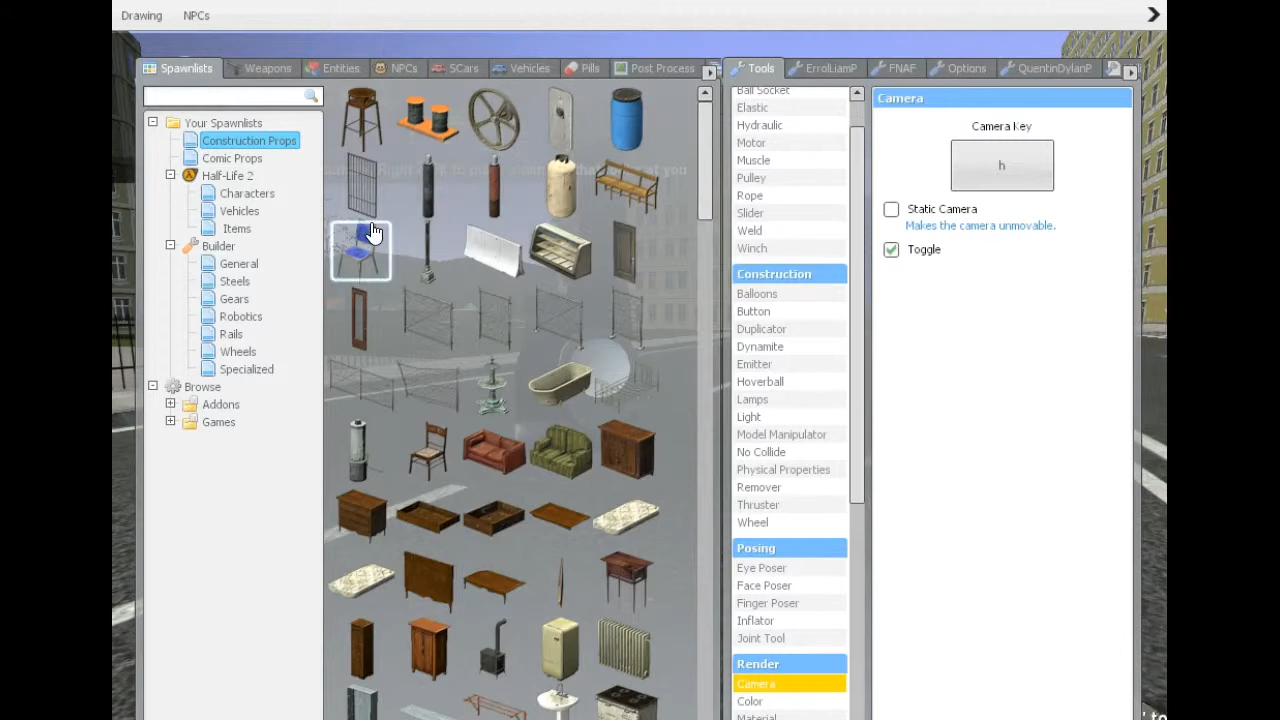 Drawing NPCs
Spawnlists Weapons Entities NPCs SCars Vehicles Pills Post Process Tools ErrolLiamP FNAF Options QuentinDylanP
Your Spawnlists
Construction Props
Comic Props
Half-Life 2
Characters
Vehicles
Items
Builder
General
Steels
Gears
Robotics
Rails
Wheels
Specialized
Browse
Addons
Games
Ball Socket
Elastic
Hydraulic
Motor
Muscle
Pulley
Rope
Slider
Weld
Winch
Construction
Balloons
Button
Duplicator
Dynamite
Emitter
Hoverball
Lamps
Light
Model Manipulator
No Collide
Physical Properties
Remover
Thruster
Wheel
Posing
Eye Poser
Face Poser
Finger Poser
Inflator
Joint Tool
Render
Camera
Color
Material
Camera
Camera Key
h
Static Camera
Makes the camera unmovable.
Toggle